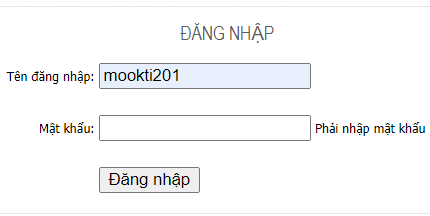 ĐĂNG NHẬP
Tên đăng nhập: mookti201
Mật khẩu: Phải nhập mật khẩu
Đăng nhập